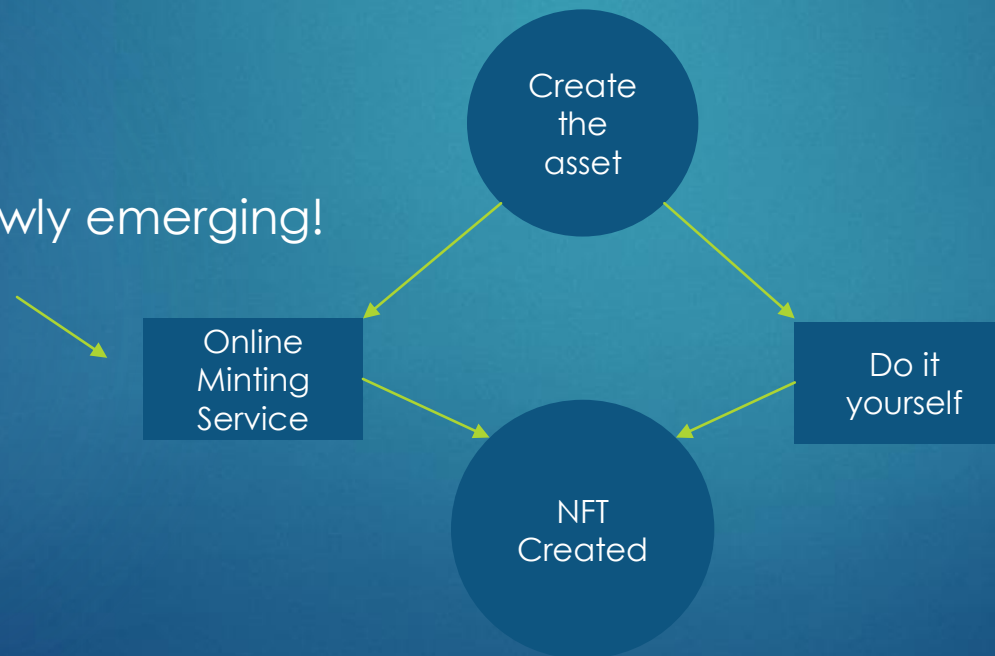 Create
the
asset
wly emerging!
Online
Minting
Service
Do it
yourself
NFT
Created